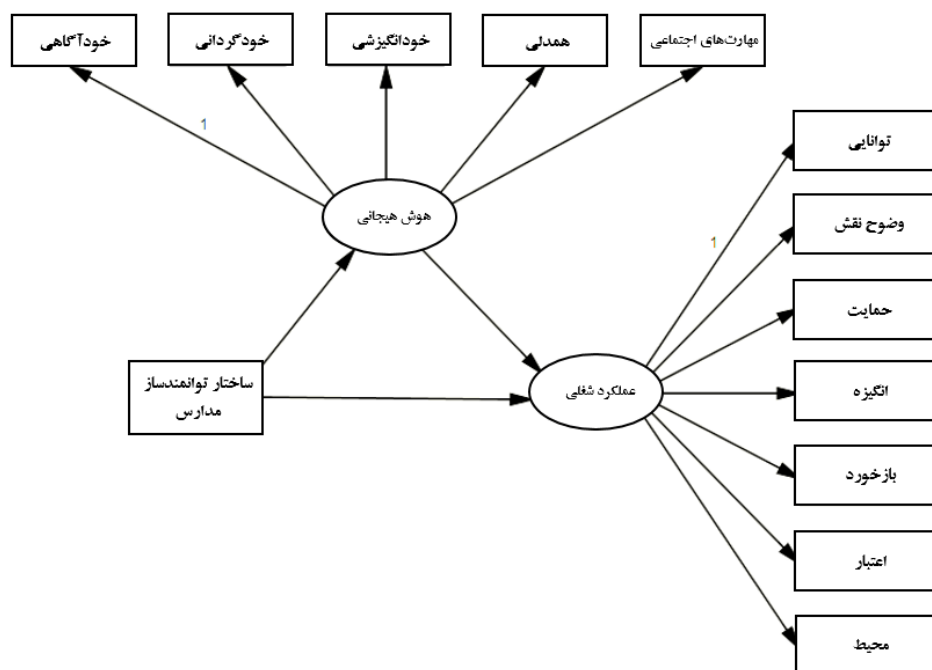 مهارت‌های اجتماعی
همدلی
خودانگیزشی
خودگردانی
خودآگاهی
1
توانایی
هوش هیجانی
وضوح نقش
1
حمایت
ساختار توانمندساز
مدارس
عملکرد شغلی
انگیزه
بازخورد
اعتبار
محیط